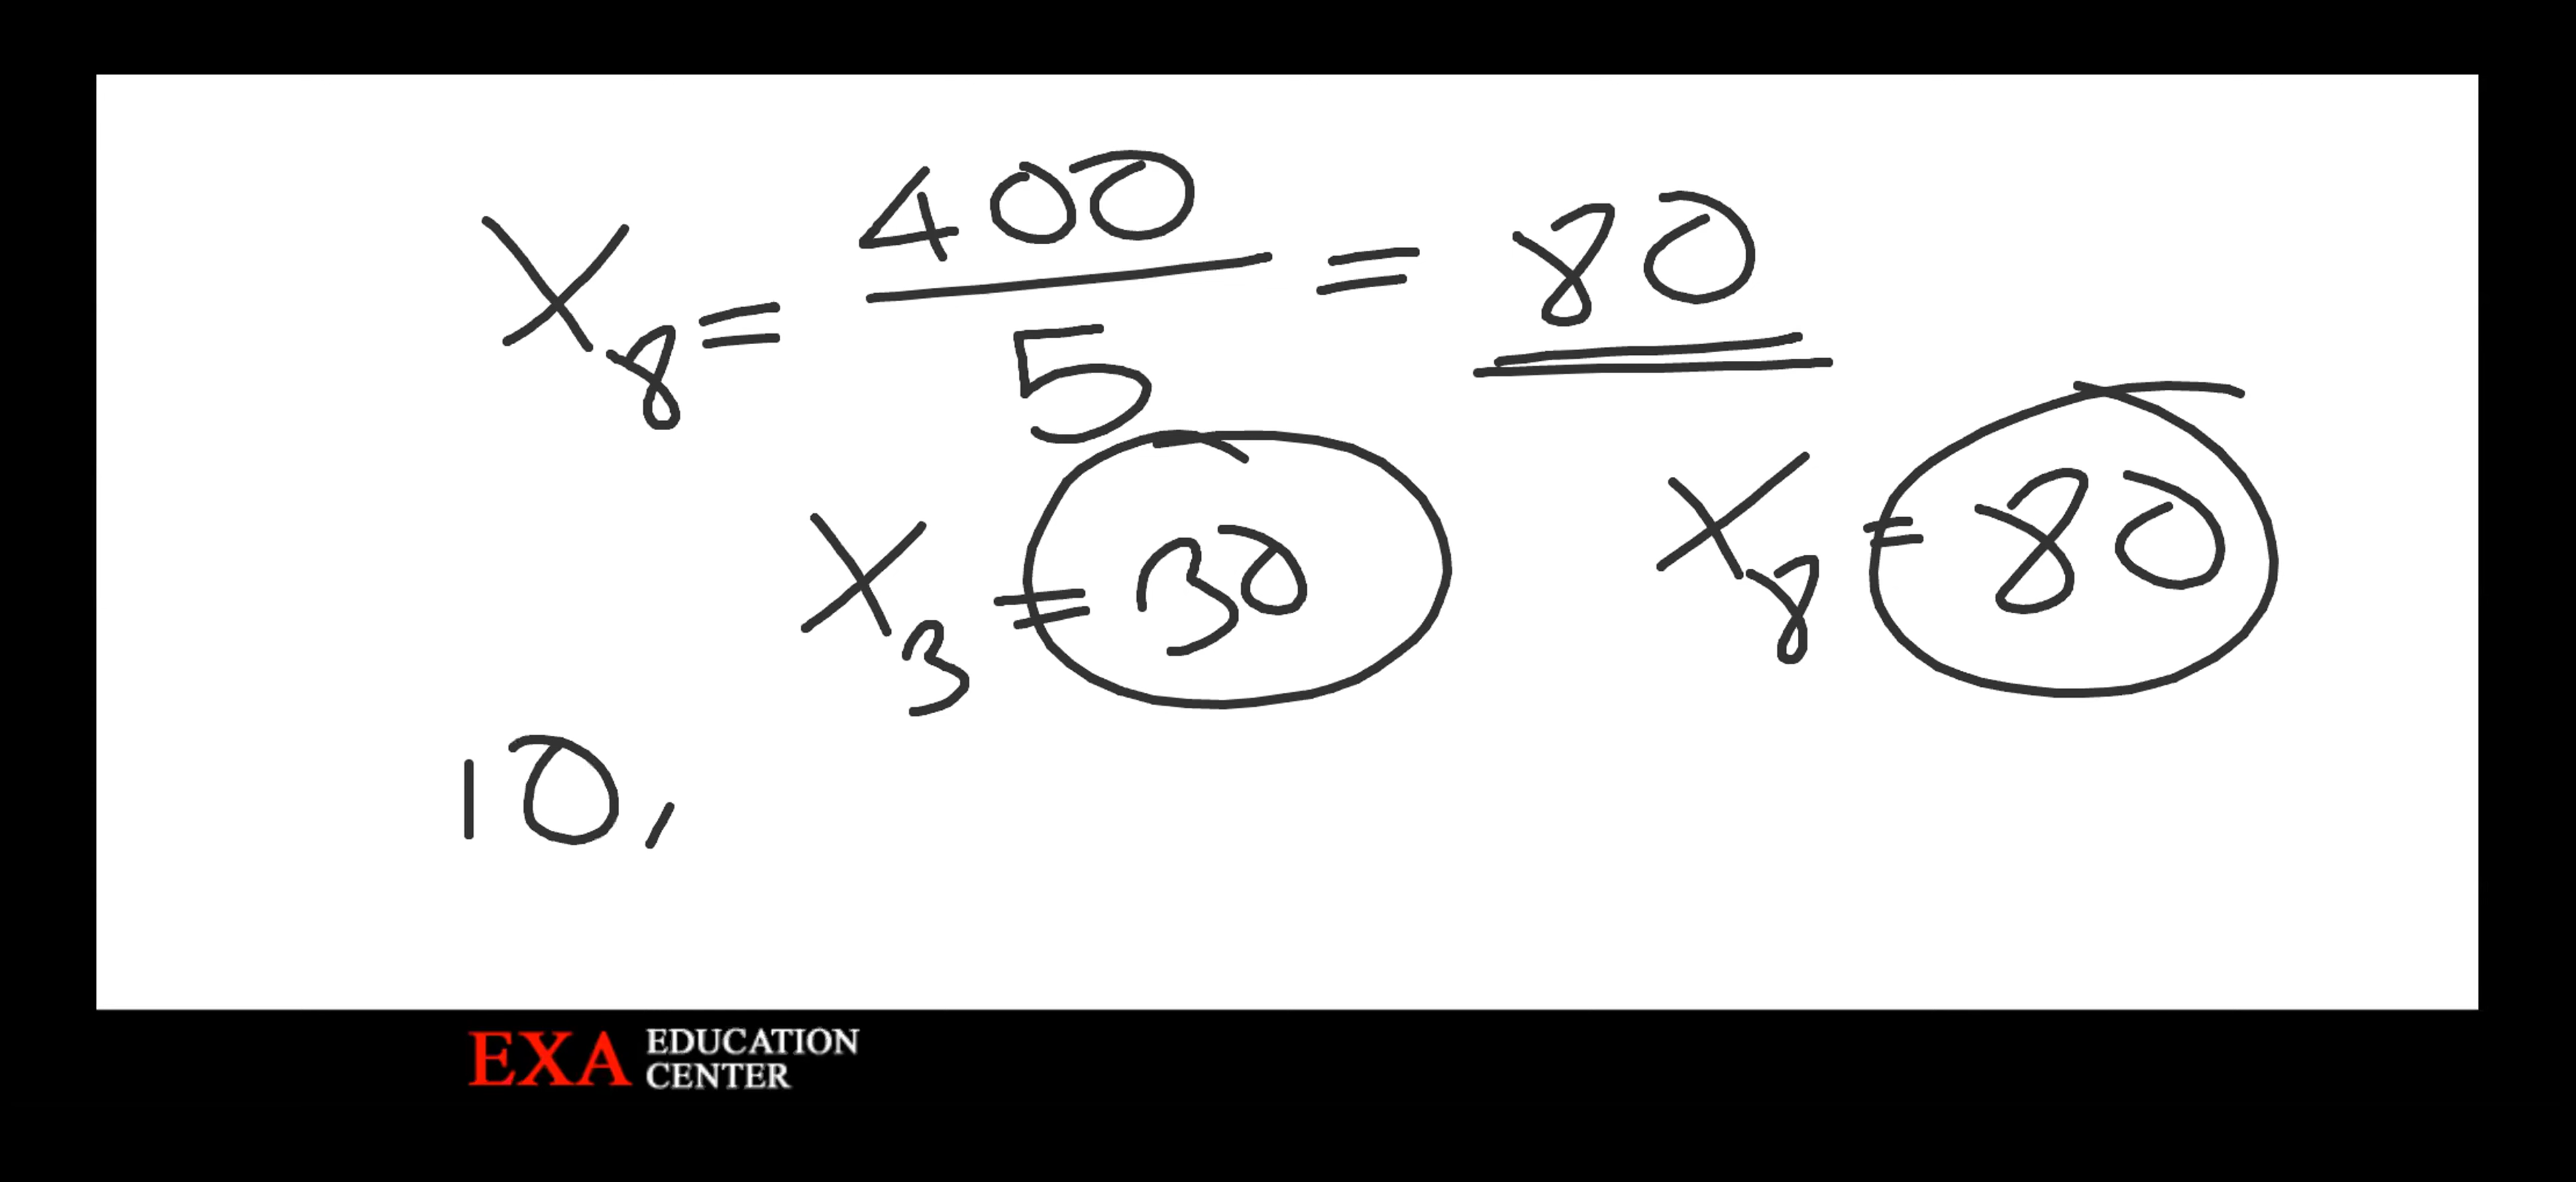 X₈ = 400/5 = 80
X₃ = 30 X₈ = 80
10,
EXA EDUCATION
CENTER